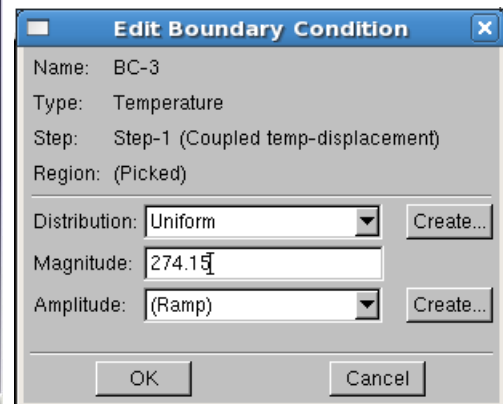 Edit Boundary Condition
Name: BC-3
Type: Temperature
Step: Step-1 (Coupled temp-displacement)
Region: (Picked)
Distribution: Uniform Create...
Magnitude: 274.15
Amplitude: (Ramp) Create...
OK Cancel